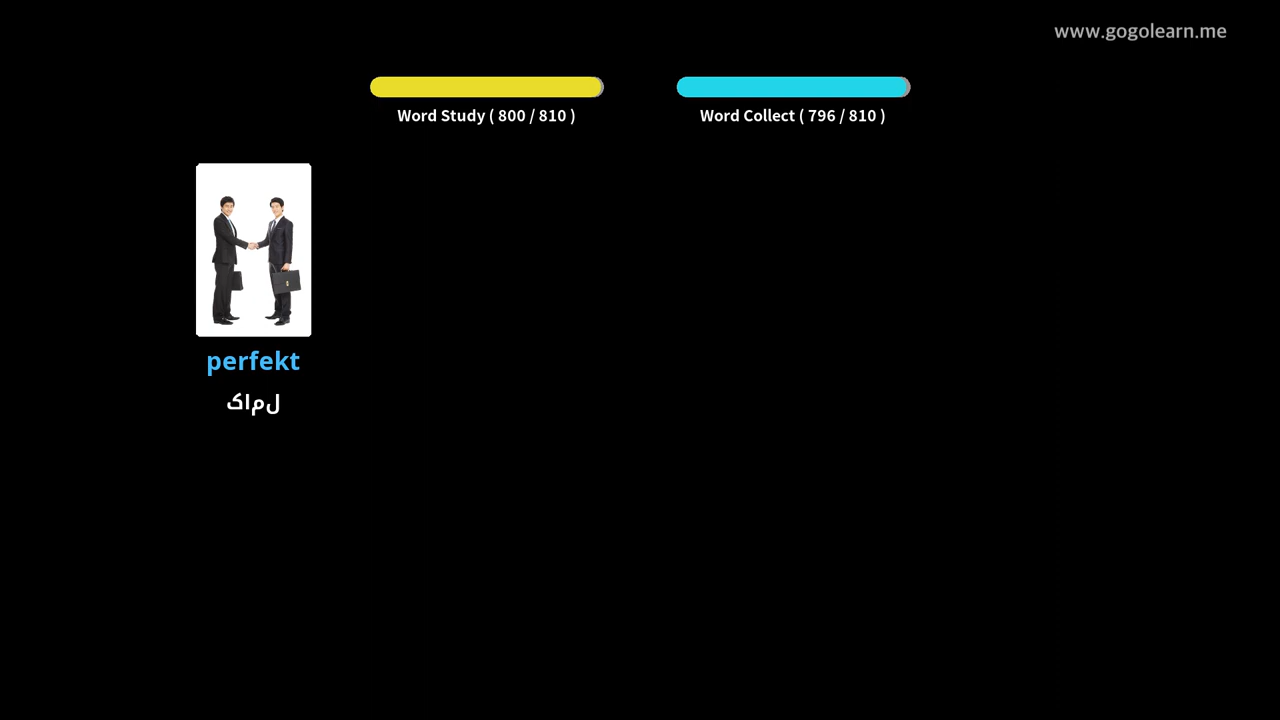 www.gogolearn.me
Word Study ( 800 / 810 )
Word Collect ( 796 / 810 )
perfekt
کامل